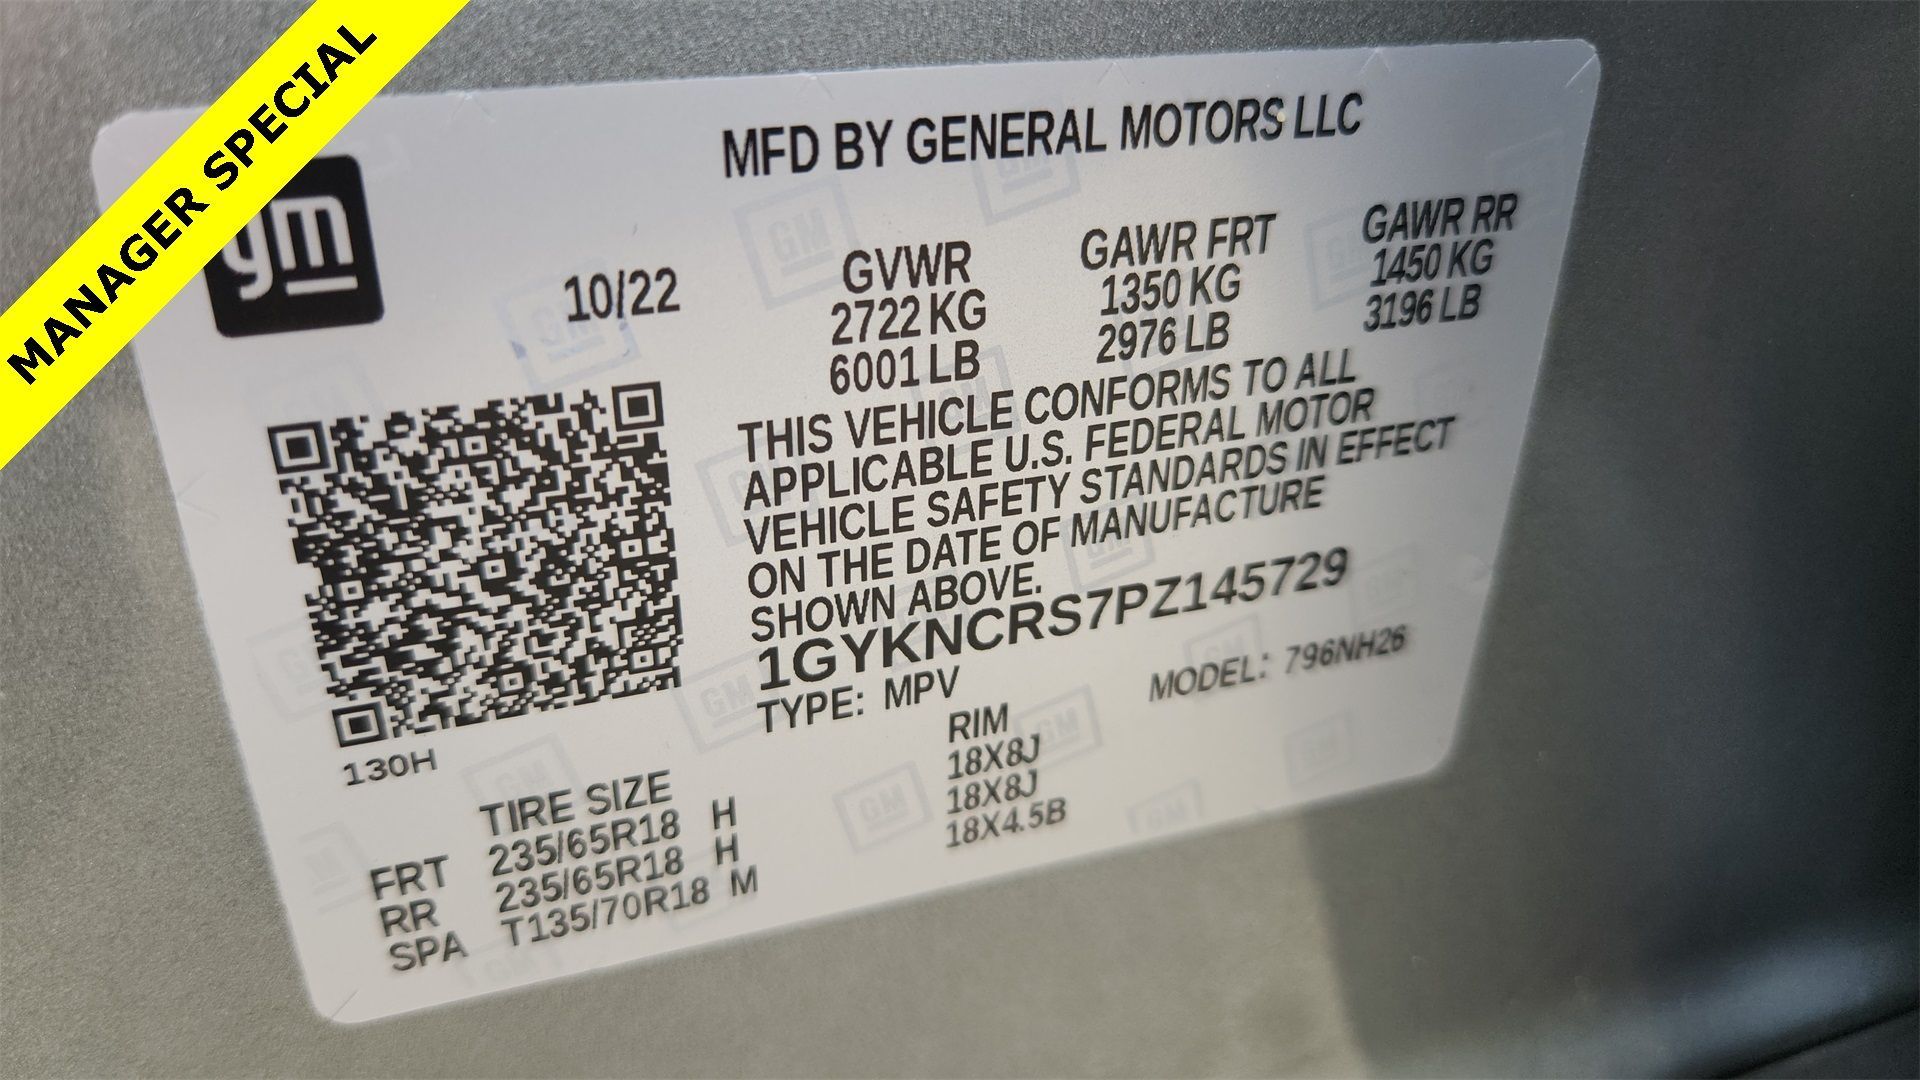 MANAGER SPECIAL
gm
MFD BY GENERAL MOTORS LLC
10/22
GVWR
2722 KG
6001 LB
GAWR FRT
1350 KG
2976 LB
GAWR RR
1450 KG
3196 LB
THIS VEHICLE CONFORMS TO ALL
APPLICABLE U.S. FEDERAL MOTOR
VEHICLE SAFETY STANDARDS IN EFFECT
ON THE DATE OF MANUFACTURE
SHOWN ABOVE.
1GYKNCRS7PZ145729
TYPE: MPV
MODEL: 796NH26
130H
TIRE SIZE
RIM
FRT 235/65R18 H 18X8J
RR 235/65R18 H 18X8J
SPA T135/70R18 M 18X4.5B